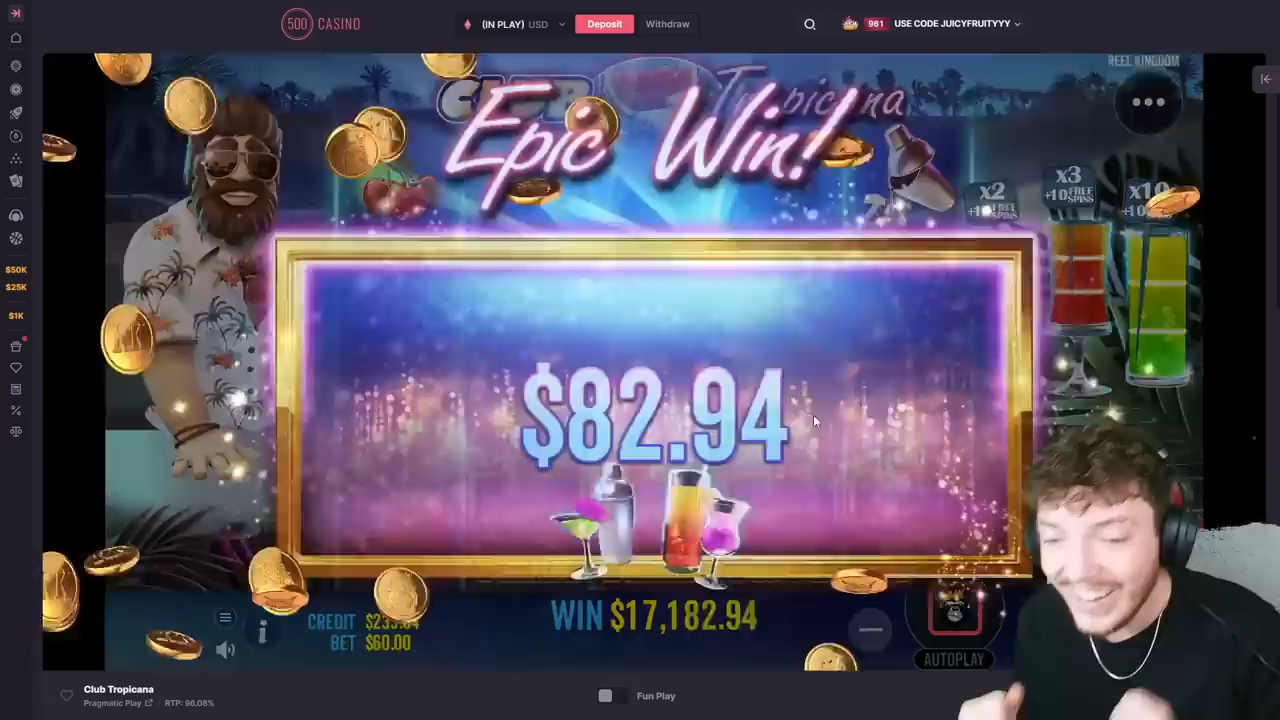 500 CASINO
(IN PLAY) USD
Deposit
Withdraw
961
USE CODE JUICYFRUITYYY
REEL KINGDOM
CLUB Tropicana
Epic Win!
x2
x3
+10 FREE SPINS
x10
$50K
$25K
$1K
$82.94
CREDIT
BET $60.00
WIN $17,182.94
AUTOPLAY
Club Tropicana
Pragmatic Play
RTP: 96.08%
Fun Play